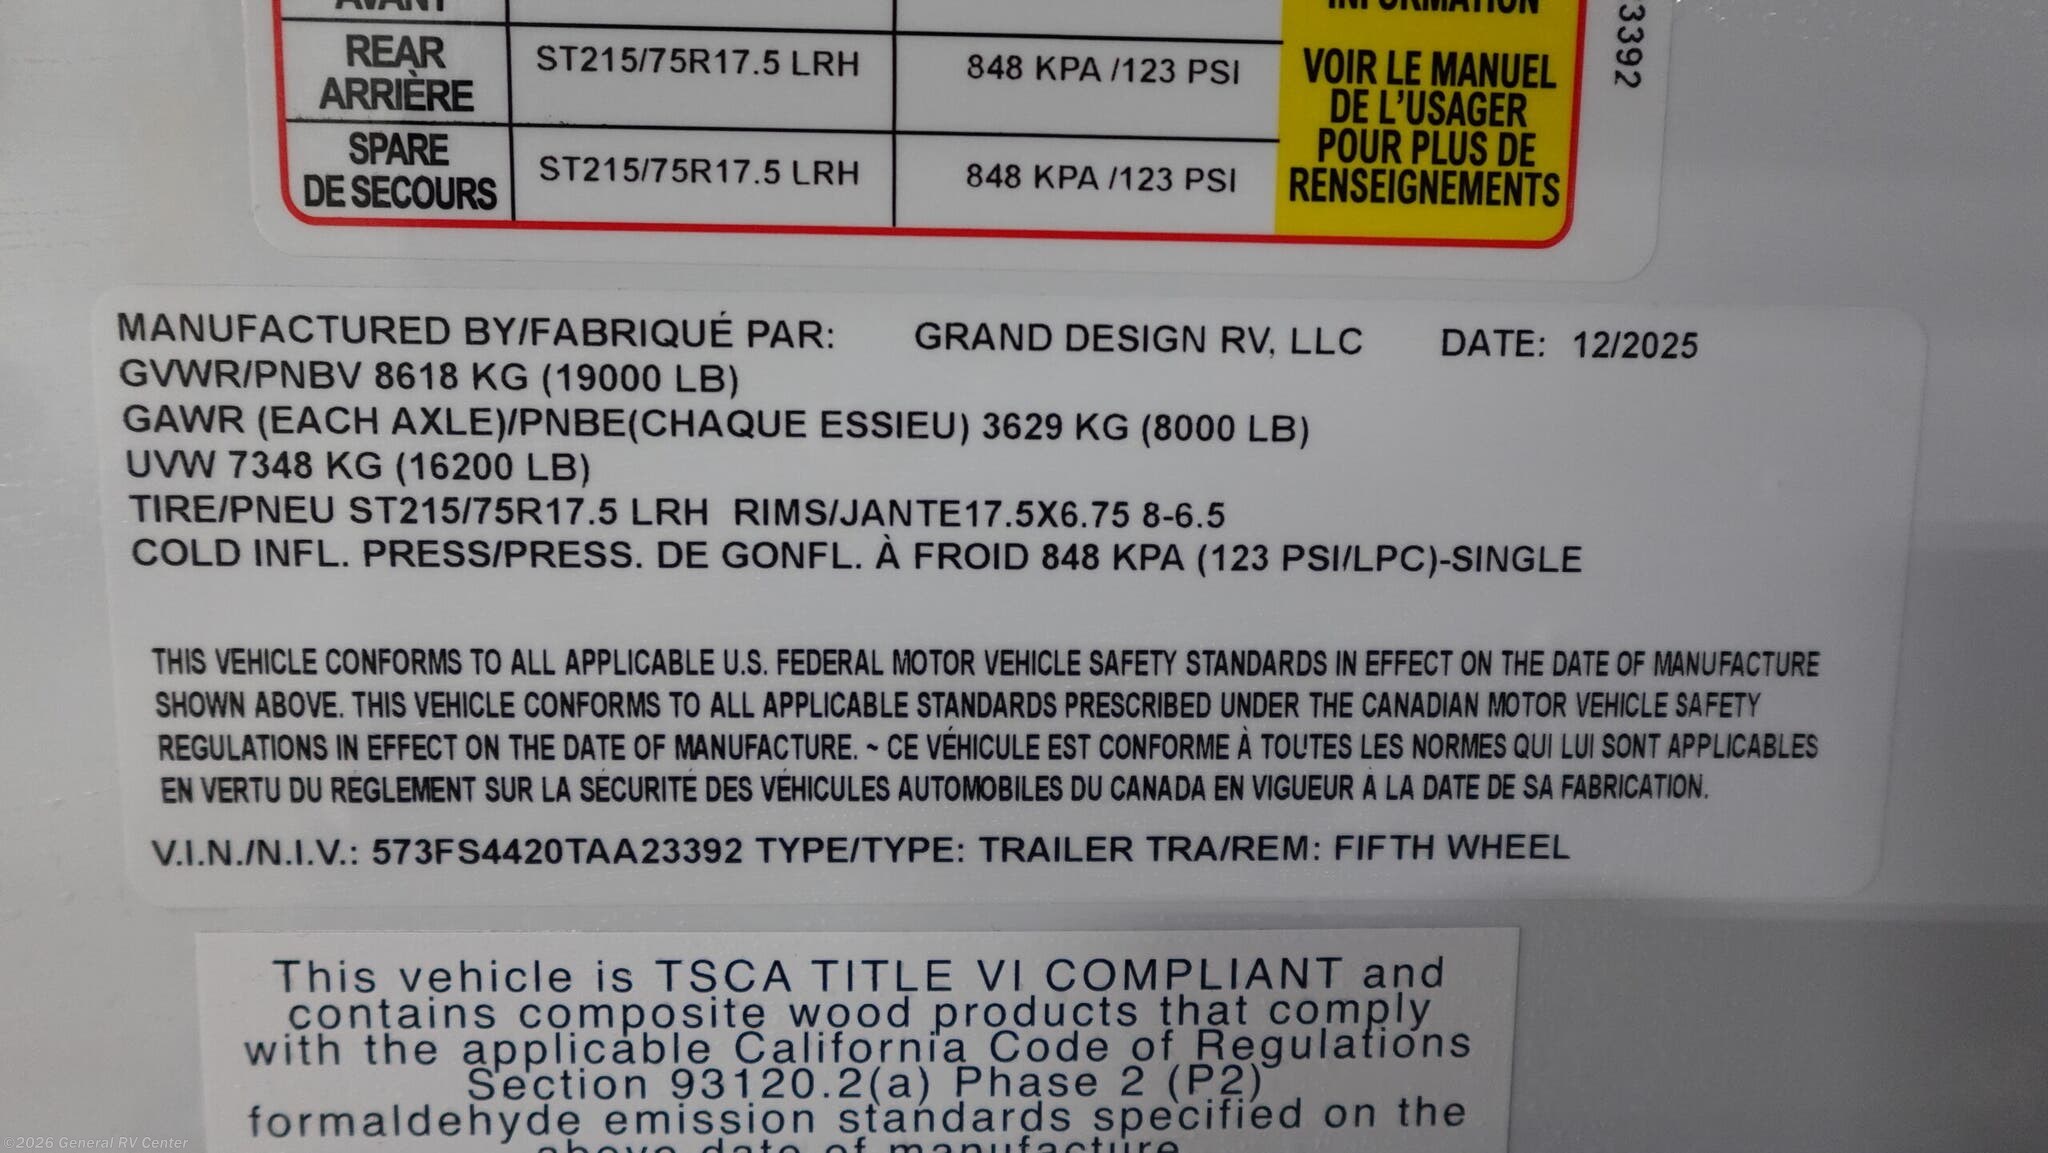 AVANT
INFORMATION
REAR
ARRIÈRE
ST215/75R17.5 LRH
848 KPA /123 PSI
SPARE
DE SECOURS
ST215/75R17.5 LRH
848 KPA /123 PSI
VOIR LE MANUEL
DE L'USAGER
POUR PLUS DE
RENSEIGNEMENTS
3392
MANUFACTURED BY/FABRIQUÉ PAR: GRAND DESIGN RV, LLC DATE: 12/2025
GVWR/PNBV 8618 KG (19000 LB)
GAWR (EACH AXLE)/PNBE(CHAQUE ESSIEU) 3629 KG (8000 LB)
UVW 7348 KG (16200 LB)
TIRE/PNEU ST215/75R17.5 LRH RIMS/JANTE17.5X6.75 8-6.5
COLD INFL. PRESS/PRESS. DE GONFL. À FROID 848 KPA (123 PSI/LPC)-SINGLE
THIS VEHICLE CONFORMS TO ALL APPLICABLE U.S. FEDERAL MOTOR VEHICLE SAFETY STANDARDS IN EFFECT ON THE DATE OF MANUFACTURE
SHOWN ABOVE. THIS VEHICLE CONFORMS TO ALL APPLICABLE STANDARDS PRESCRIBED UNDER THE CANADIAN MOTOR VEHICLE SAFETY
REGULATIONS IN EFFECT ON THE DATE OF MANUFACTURE. ~ CE VÉHICULE EST CONFORME À TOUTES LES NORMES QUI LUI SONT APPLICABLES
EN VERTU DU RÈGLEMENT SUR LA SÉCURITÉ DES VÉHICULES AUTOMOBILES DU CANADA EN VIGUEUR À LA DATE DE SA FABRICATION.
V.I.N./N.I.V.: 573FS4420TAA23392 TYPE/TYPE: TRAILER TRA/REM: FIFTH WHEEL
This vehicle is TSCA TITLE VI COMPLIANT and
contains composite wood products that comply
with the applicable California Code of Regulations
Section 93120.2(a) Phase 2 (P2)
formaldehyde emission standards specified on the
above date of manufacture
©2026 General RV Center